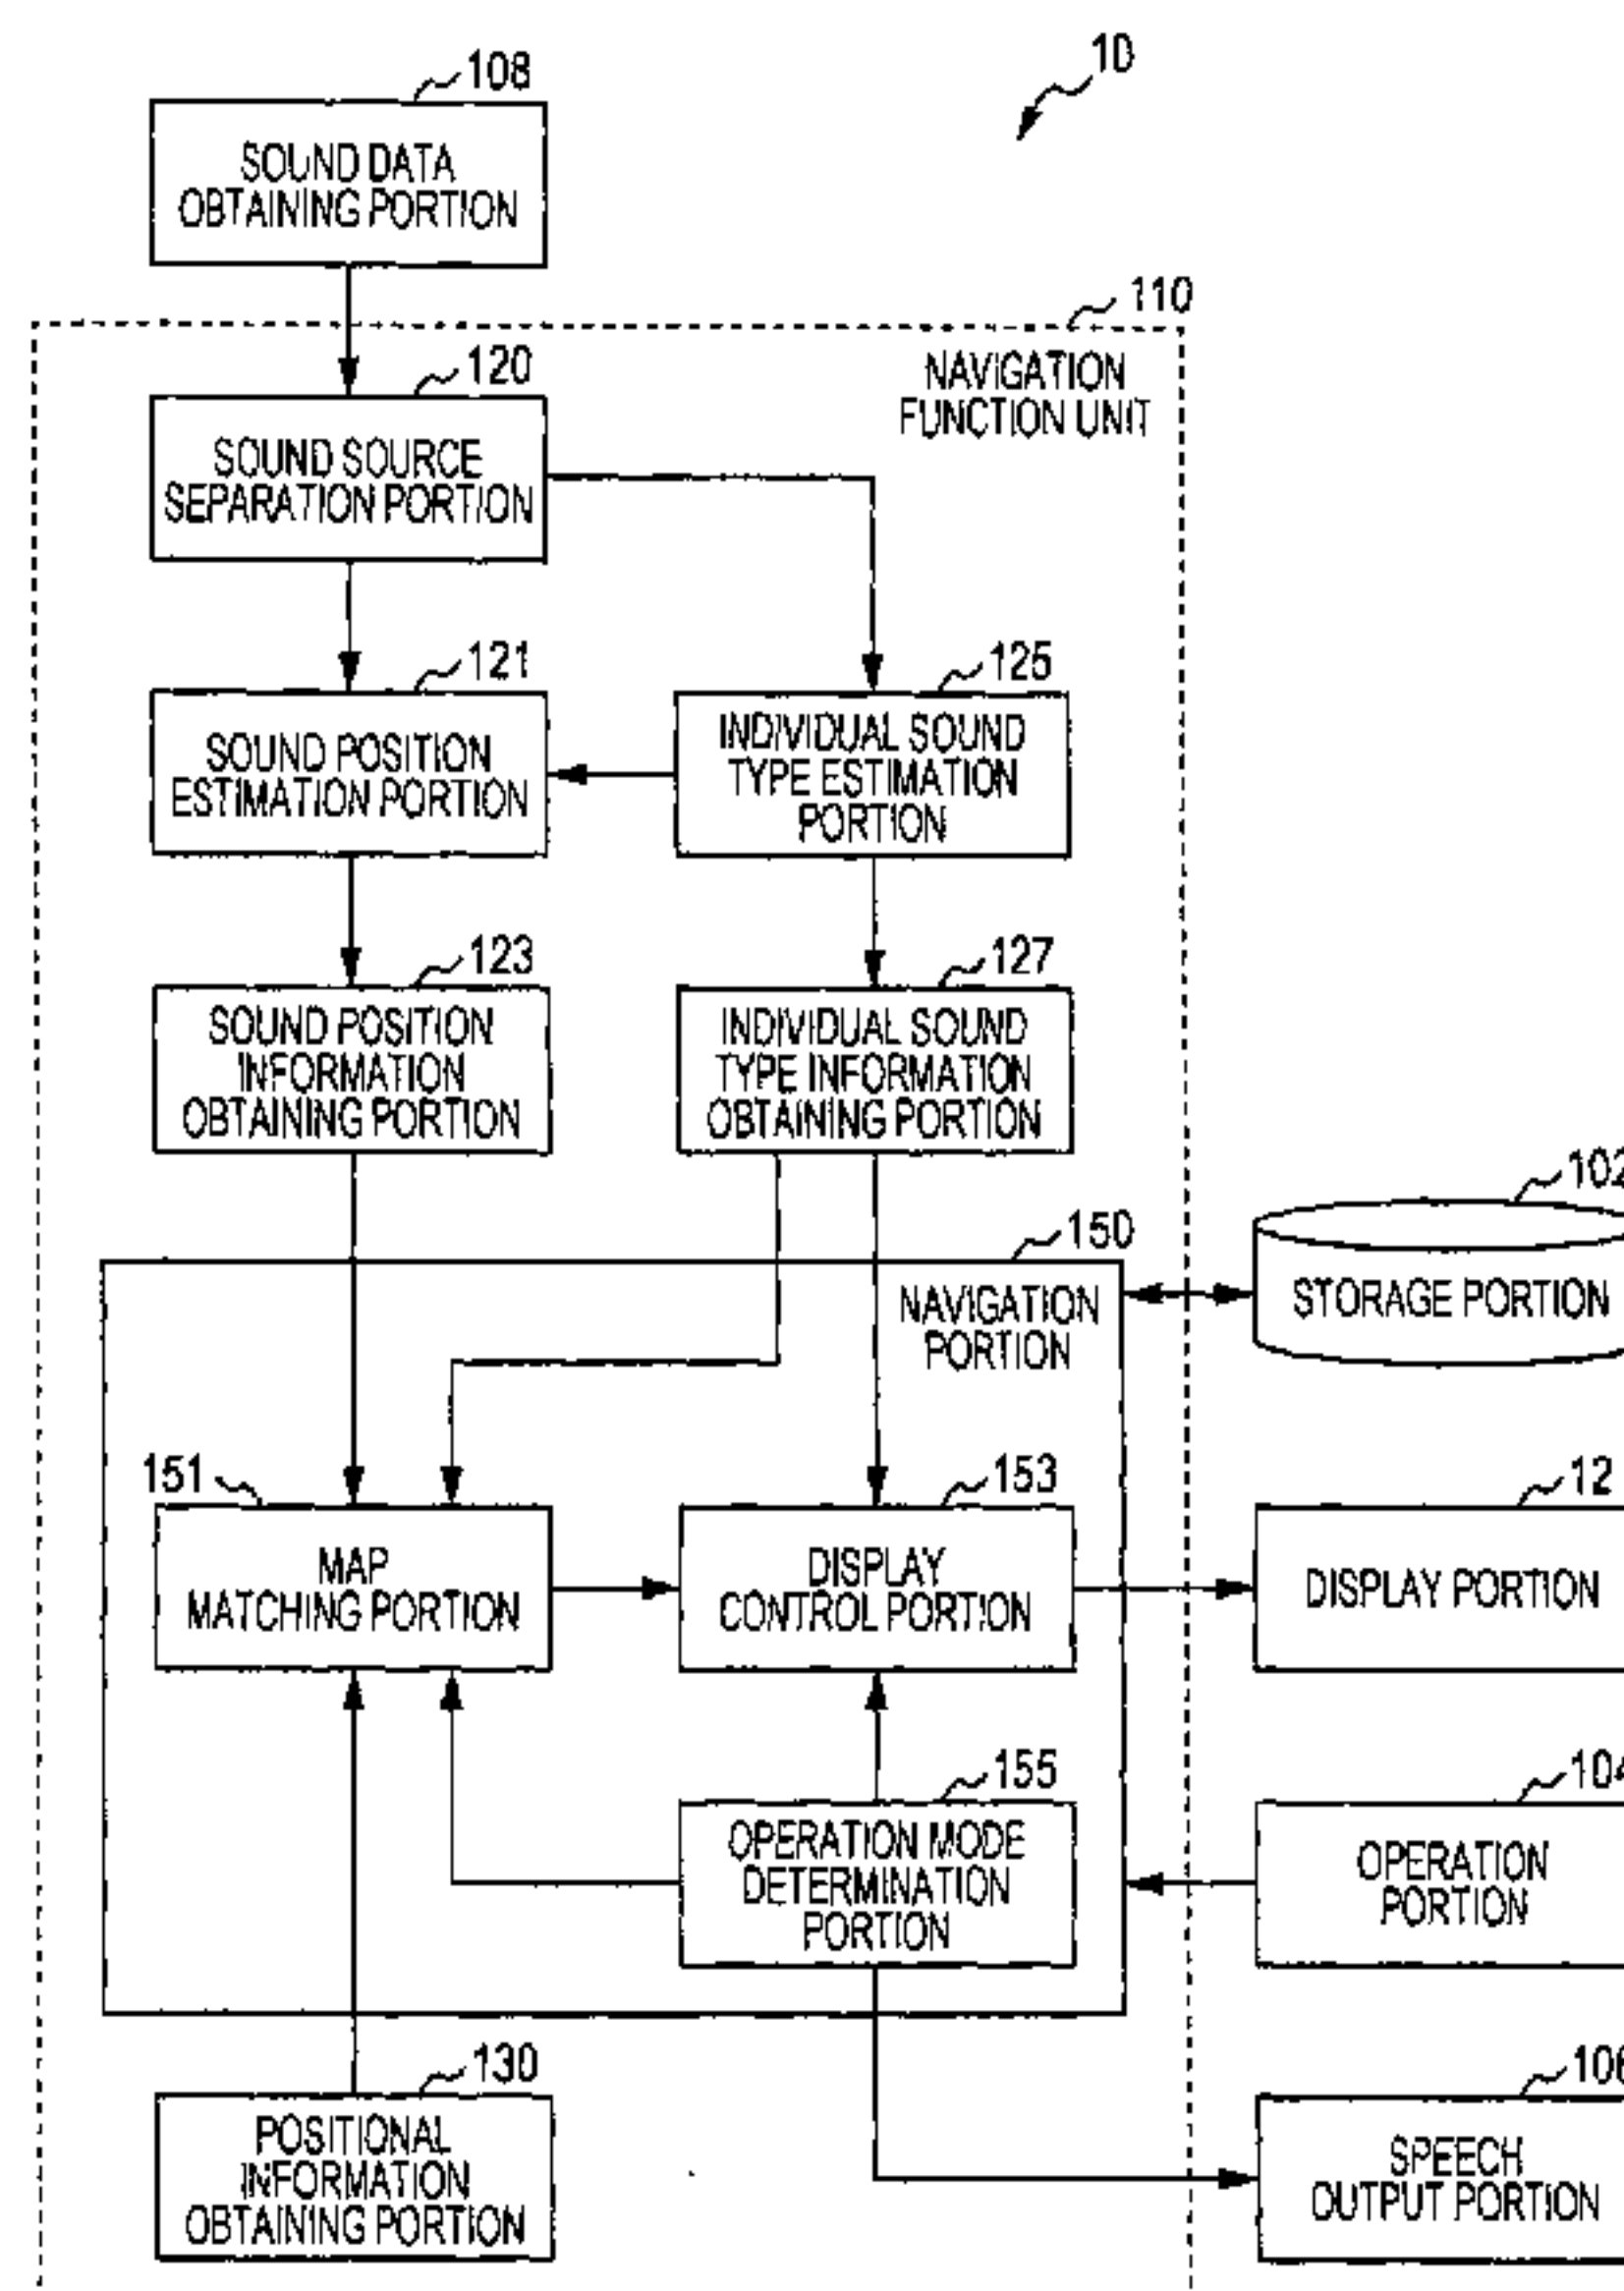 10
108
SOUND DATA
OBTAINING PORTION
110
NAVIGATION
FUNCTION UNIT
120
SOUND SOURCE
SEPARATION PORTION
121
SOUND POSITION
ESTIMATION PORTION
125
INDIVIDUAL SOUND
TYPE ESTIMATION
PORTION
123
SOUND POSITION
INFORMATION
OBTAINING PORTION
127
INDIVIDUAL SOUND
TYPE INFORMATION
OBTAINING PORTION
102
STORAGE PORTION
150
NAVIGATION
PORTION
151
MAP
MATCHING PORTION
153
DISPLAY
CONTROL PORTION
12
DISPLAY PORTION
155
OPERATION MODE
DETERMINATION
PORTION
104
OPERATION
PORTION
130
POSITIONAL
INFORMATION
OBTAINING PORTION
106
SPEECH
OUTPUT PORTION